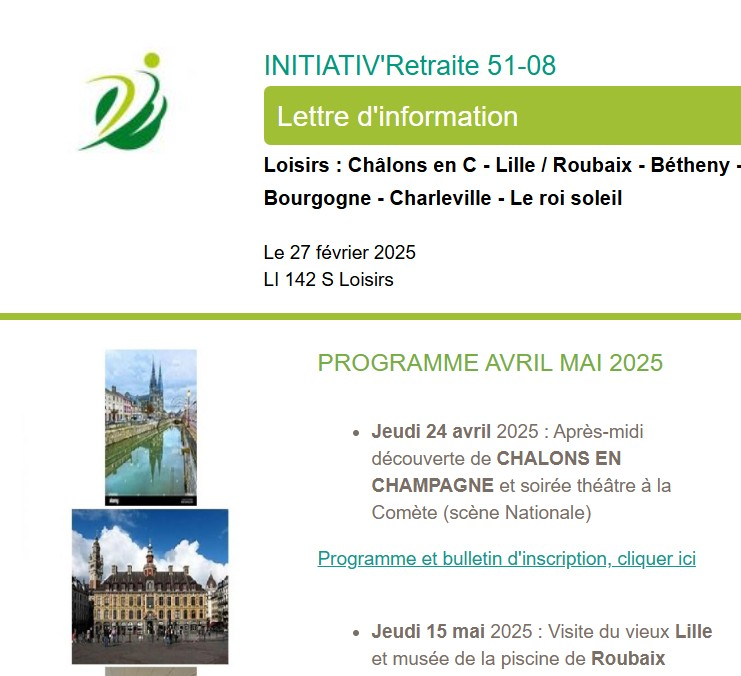 INITIATIV'Retraite 51-08
Lettre d'information
Loisirs : Châlons en C - Lille / Roubaix - Bétheny -
Bourgogne - Charleville - Le roi soleil
Le 27 février 2025
LI 142 S Loisirs
PROGRAMME AVRIL MAI 2025
• Jeudi 24 avril 2025 : Après-midi
découverte de CHALONS EN
CHAMPAGNE et soirée théâtre à la
Comète (scène Nationale)
Programme et bulletin d'inscription, cliquer ici
• Jeudi 15 mai 2025 : Visite du vieux Lille
et musée de la piscine de Roubaix